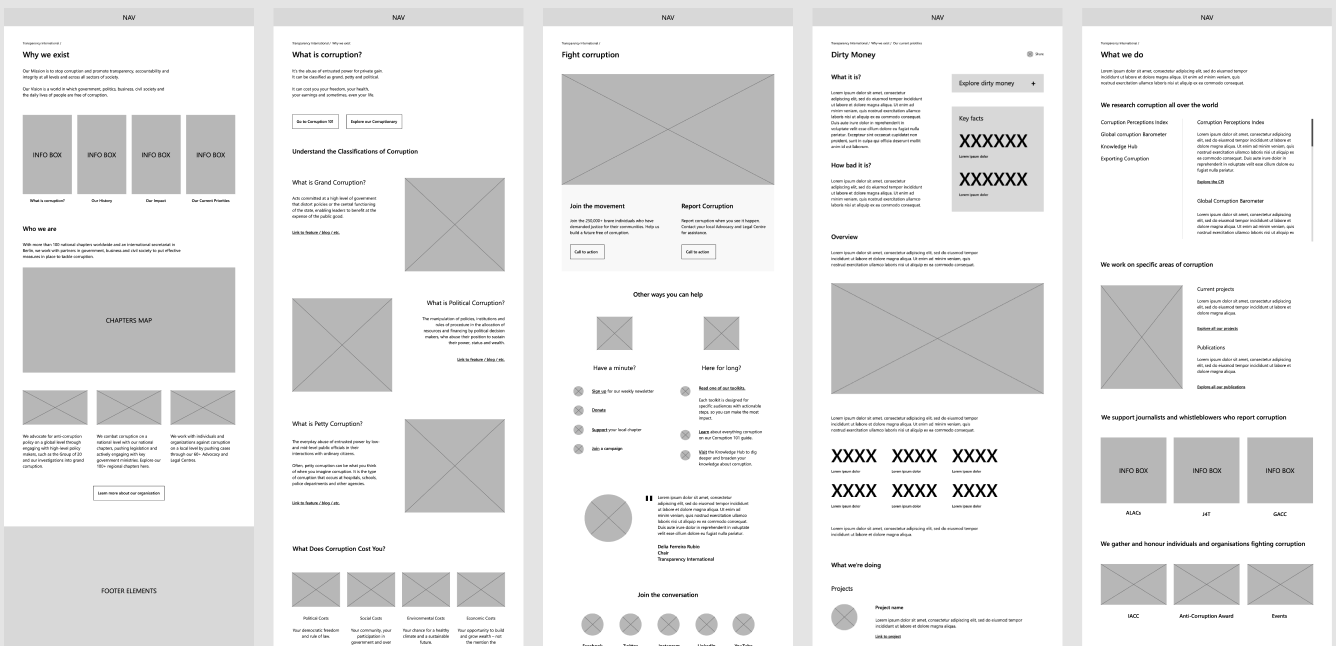 NAV
Transparency International /
Why we exist
Our Mission is to stop corruption and promote transparency, accountability and
integrity at all levels and across all sectors of society.
Our Vision is a world in which government, politics, business, civil society and
the daily lives of people are free of corruption.
INFO BOX
INFO BOX
INFO BOX
INFO BOX
What is corruption?
Our History
Our Impact
Our Current Priorities
Who we are
With more than 100 national chapters worldwide and an international secretariat in
Berlin, we work with partners in government, business and civil society to put effective
measures in place to tackle corruption.
CHAPTERS MAP
We advocate for anti-corruption
policy on a global level through
engaging with high-level policy
makers, such as the Group of 20
and our investigations into grand
corruption.
We combat corruption on a
national level with our national
chapters, pushing legislation and
actively engaging with key
government ministries. Explore our
100+ regional chapters here.
We work with individuals and
organisations against corruption
on a local level by pushing cases
through our 60+ Advocacy and
Legal Centres.
Learn more about our organisation
FOOTER ELEMENTS
NAV
Transparency International / Why we exist /
What is corruption?
It's the abuse of entrusted power for private gain.
It can be classified as grand, petty and political.
It can cost you your freedom, your health,
your earnings and sometimes, even your life.
Go to Corruption 101
Explore our Corruptionary
Understand the Classifications of Corruption
What is Grand Corruption?
Acts committed at a high level of government
that distort policies or the central functioning
of the state, enabling leaders to benefit at the
expense of the public good.
Link to feature / blog / etc.
What is Political Corruption?
The manipulation of policies, institutions and
rules of procedure in the allocation of
resources and financing by political decision
makers, who abuse their position to sustain
their power, status and wealth.
Link to feature / blog / etc.
What is Petty Corruption?
The everyday abuse of entrusted power by low-
and mid-level public officials in their
interactions with ordinary citizens.
Often, petty corruption can be what you think
of when you imagine corruption. It is the type
of corruption that occurs at hospitals, schools,
police departments and other agencies.
Link to feature / blog / etc.
What Does Corruption Cost You?
Political Costs
Social Costs
Environmental Costs
Economic Costs
Your democratic freedom
and rule of law.
Your community, your
participation in
government and over
Your chance for a healthy
climate and a sustainable
future.
Your opportunity to build
and grow wealth – not
the mention the
NAV
Transparency International /
Fight corruption
Join the movement
Join the 250,000+ brave individuals who have
demanded justice for their communities. Help us
build a future free of corruption.
Call to action
Report Corruption
Report corruption when you see it happen.
Contact your local Advocacy and Legal Centre
for assistance.
Call to action
Other ways you can help
Have a minute?
Sign up for our weekly newsletter
Donate
Support your local chapter
Join a campaign
Here for long?
Read one of our toolkits.
Each toolkit is designed for
specific audiences with actionable
steps, so you can make the most
impact.
Learn about everything corruption
on our Corruption 101 guide.
Visit the Knowledge Hub to dig
deeper and broaden your
knowledge about corruption.
"
Lorem ipsum dolor sit amet, consectetur
adipiscing elit, sed do eiusmod tempor incididunt
ut labore et dolore magna aliqua. Ut enim ad
minim veniam, quis nostrud exercitation ullamco
laboris nisi ut aliquip ex ea commodo consequat.
Duis aute irure dolor in reprehenderit in voluptate
velit esse cillum dolore eu fugiat nulla pariatur.
Delia Ferreira Rubio
Chair
Transparency International
Join the conversation
Facebook
Twitter
Instagram
LinkedIn
YouTube
NAV
Transparency International / Why we exist / Our current priorities
Dirty Money
Share
What it is?
Lorem ipsum dolor sit amet, consectetur
adipiscing elit, sed do eiusmod tempor incididunt
ut labore et dolore magna aliqua. Ut enim ad
minim veniam, quis nostrud exercitation ullamco
laboris nisi ut aliquip ex ea commodo consequat.
Duis aute irure dolor in reprehenderit in
voluptate velit esse cillum dolore eu fugiat nulla
pariatur. Excepteur sint occaecat cupidatat non
proident, sunt in culpa qui officia deserunt mollit
anim id est laborum.
How bad it is?
Lorem ipsum dolor sit amet, consectetur
adipiscing elit, sed do eiusmod tempor incididunt
ut labore et dolore magna aliqua. Ut enim ad
minim veniam, quis nostrud exercitation ullamco
laboris nisi ut aliquip ex ea commodo consequat.
Explore dirty money +
Key facts
XXXXXX
Lorem ipsum dolor
XXXXXX
Lorem ipsum dolor
Overview
Lorem ipsum dolor sit amet, consectetur adipiscing elit, sed do eiusmod tempor
incididunt ut labore et dolore magna aliqua. Ut enim ad minim veniam, quis
nostrud exercitation ullamco laboris nisi ut aliquip ex ea commodo consequat.
Lorem ipsum dolor sit amet, consectetur adipiscing elit, sed do eiusmod tempor
incididunt ut labore et dolore magna aliqua. Ut enim ad minim veniam, quis
nostrud exercitation ullamco laboris nisi ut aliquip ex ea commodo consequat.
XXXX
XXXX
XXXX
Lorem ipsum dolor
Lorem ipsum dolor
Lorem ipsum dolor
XXXX
XXXX
XXXX
Lorem ipsum dolor
Lorem ipsum dolor
Lorem ipsum dolor
Lorem ipsum dolor sit amet, consectetur adipiscing elit, sed do eiusmod tempor
incididunt ut labore et dolore magna aliqua.
What we're doing
Projects
Project name
Lorem ipsum dolor sit amet, consectetur adipiscing elit, sed do eiusmod tempor
incididunt ut labore et dolore magna aliqua.
Link to project
NAV
Transparency International /
What we do
Lorem ipsum dolor sit amet, consectetur adipiscing elit, sed do eiusmod tempor
incididunt ut labore et dolore magna aliqua. Ut enim ad minim veniam, quis
nostrud exercitation ullamco laboris nisi ut aliquip ex ea commodo consequat.
We research corruption all over the world
Corruption Perceptions Index
Global corruption Barometer
Knowledge Hub
Exporting Corruption
Corruption Perceptions Index
Lorem ipsum dolor sit amet, consectetur adipiscing
elit, sed do eiusmod tempor incididunt ut labore et
dolore magna aliqua. Ut enim ad minim veniam, quis
nostrud exercitation ullamco laboris nisi ut aliquip ex
ea commodo consequat. Duis aute irure dolor in
reprehenderit in voluptate velit esse cillum dolore eu
fugiat nulla pariatur.
Explore the CPI
Global Corruption Barometer
Lorem ipsum dolor sit amet, consectetur adipiscing
elit, sed do eiusmod tempor incididunt ut labore et
dolore magna aliqua. Ut enim ad minim veniam, quis
nostrud exercitation ullamco laboris nisi ut aliquip ex
We work on specific areas of corruption
Current projects
Lorem ipsum dolor sit amet, consectetur adipiscing
elit, sed do eiusmod tempor incididunt ut labore et
dolore magna aliqua.
Explore all our projects
Publications
Lorem ipsum dolor sit amet, consectetur adipiscing
elit, sed do eiusmod tempor incididunt ut labore et
dolore magna aliqua.
Explore all our publications
We support journalists and whistleblowers who report corruption
INFO BOX
INFO BOX
INFO BOX
ALACs
J4T
GACC
We gather and honour individuals and organisations fighting corruption
IACC
Anti-Corruption Award
Events